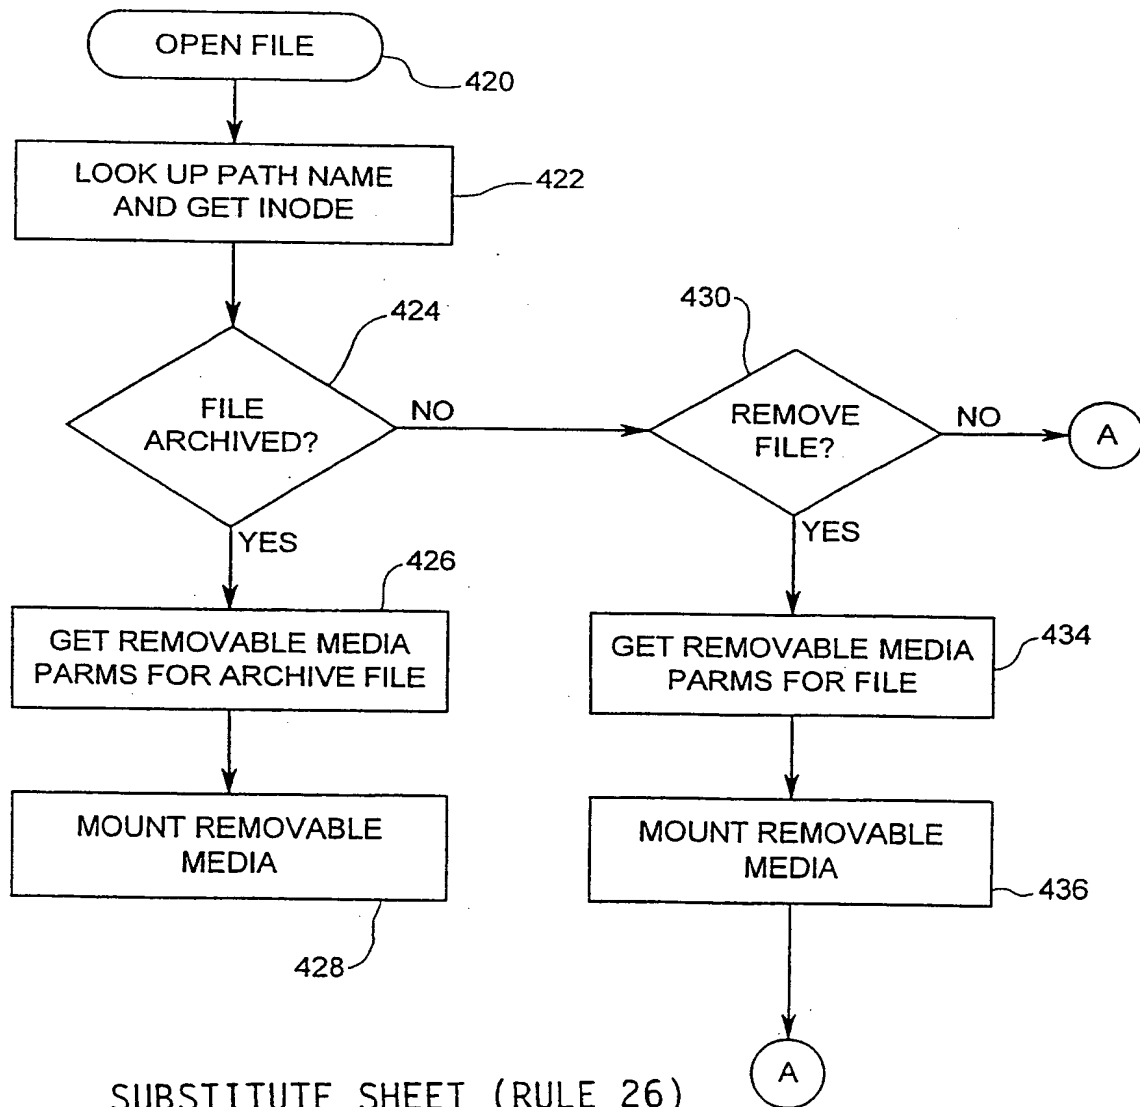 OPEN FILE
420
LOOK UP PATH NAME
AND GET INODE
422
424
FILE
ARCHIVED?
NO
430
REMOVE
FILE?
NO
A
YES
426
GET REMOVABLE MEDIA
PARMS FOR ARCHIVE FILE
YES
GET REMOVABLE MEDIA
PARMS FOR FILE
434
MOUNT REMOVABLE
MEDIA
428
MOUNT REMOVABLE
MEDIA
436
A
SUBSTITUTE SHEET (RULE 26)